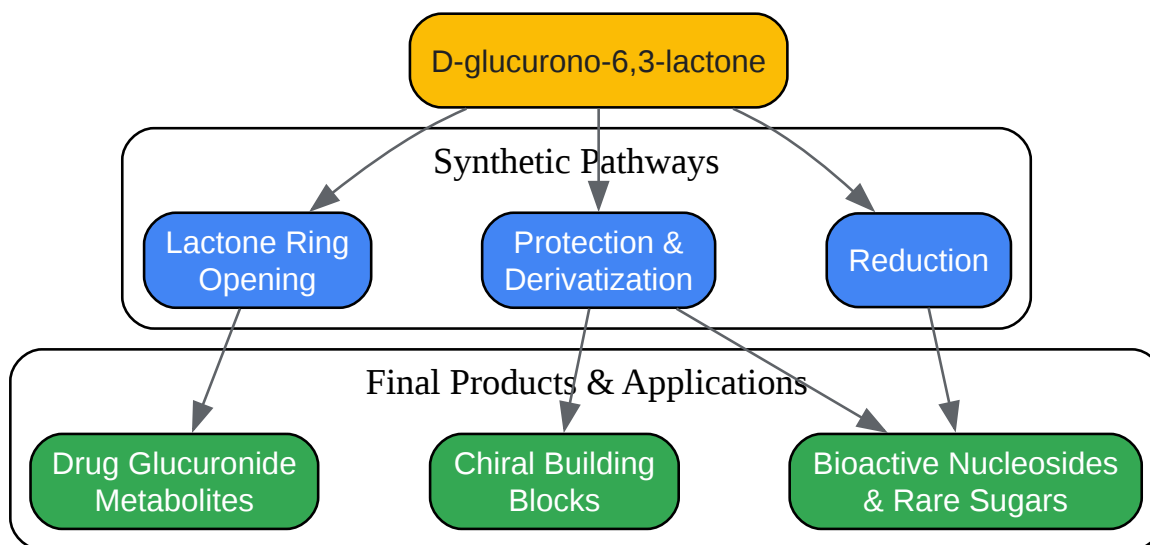 D-glucurono-6,3-lactone
Synthetic Pathways
Lactone Ring
Opening
Protection &
Derivatization
Reduction
Final Products & Applications
Drug Glucuronide
Metabolites
Chiral Building
Blocks
Bioactive Nucleosides
& Rare Sugars